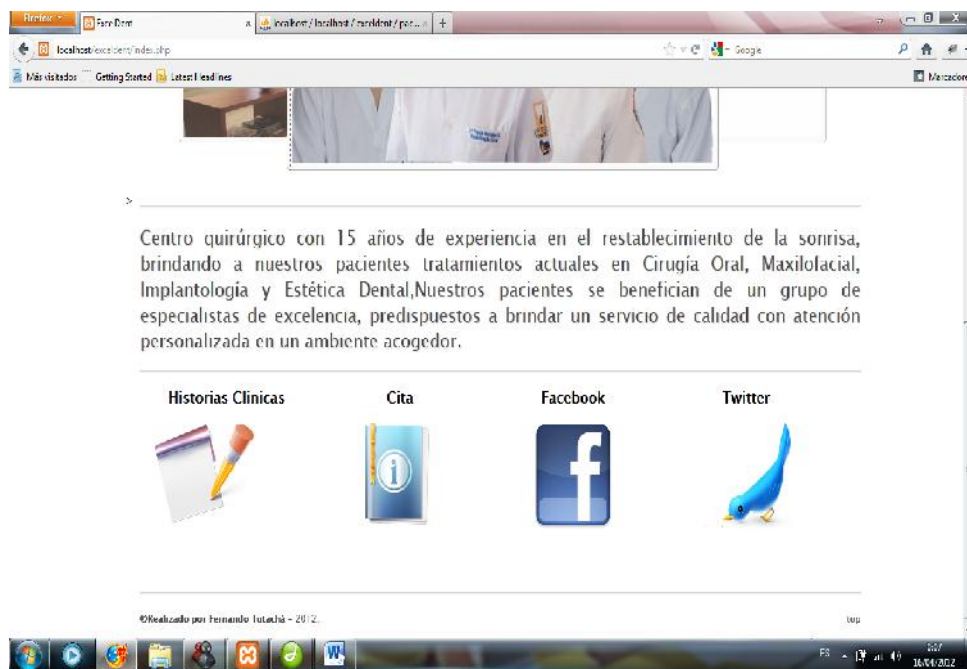 Firefox
Face Dent
localhost / localhost / exceldent / pac...
localhost/exceldent/index.php
Google
Más visitados
Getting Started
Latest Headlines
Marcadores
>
Centro quirúrgico con 15 años de experiencia en el restablecimiento de la sonrisa,
brindando a nuestros pacientes tratamientos actuales en Cirugía Oral, Maxilofacial,
Implantología y Estética Dental,Nuestros pacientes se benefician de un grupo de
especialistas de excelencia, predispuestos a brindar un servicio de calidad con atención
personalizada en un ambiente acogedor.
Historias Clinicas
Cita
Facebook
Twitter
©Realizado por Fernando Tutachá - 2012.
top
ES
16/04/2012